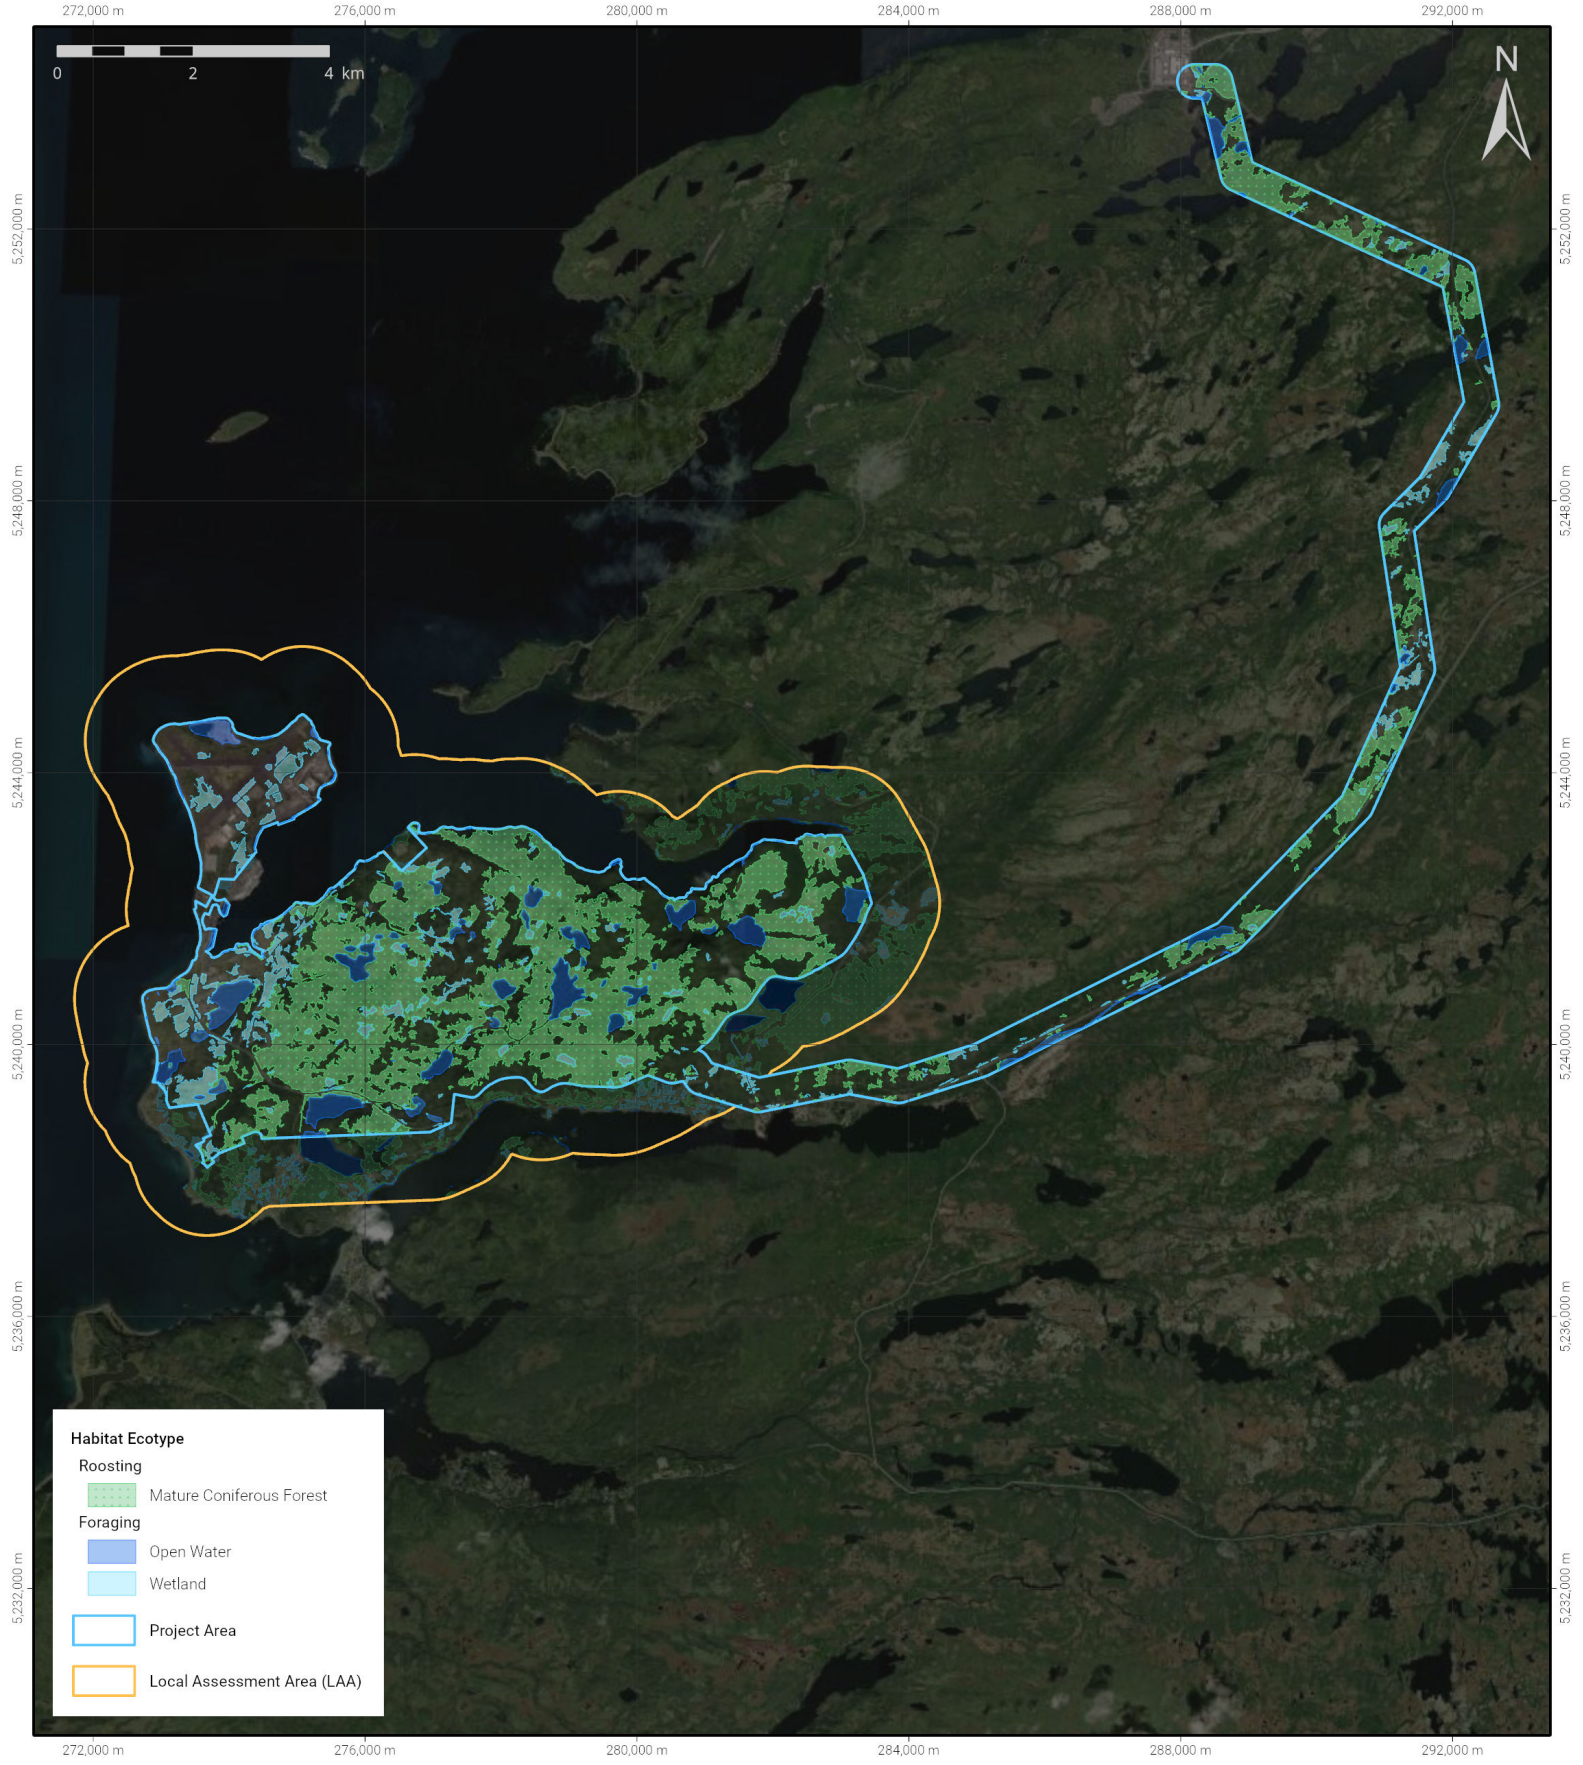 272,000 m 276,000 m 280,000 m 284,000 m 288,000 m 292,000 m
0 2 4 km
N
5,252,000 m 5,252,000 m
5,248,000 m 5,248,000 m
5,244,000 m 5,244,000 m
5,240,000 m 5,240,000 m
5,236,000 m 5,236,000 m
5,232,000 m 5,232,000 m
Habitat Ecotype
Roosting
Mature Coniferous Forest
Foraging
Open Water
Wetland
Project Area
Local Assessment Area (LAA)
272,000 m 276,000 m 280,000 m 284,000 m 288,000 m 292,000 m